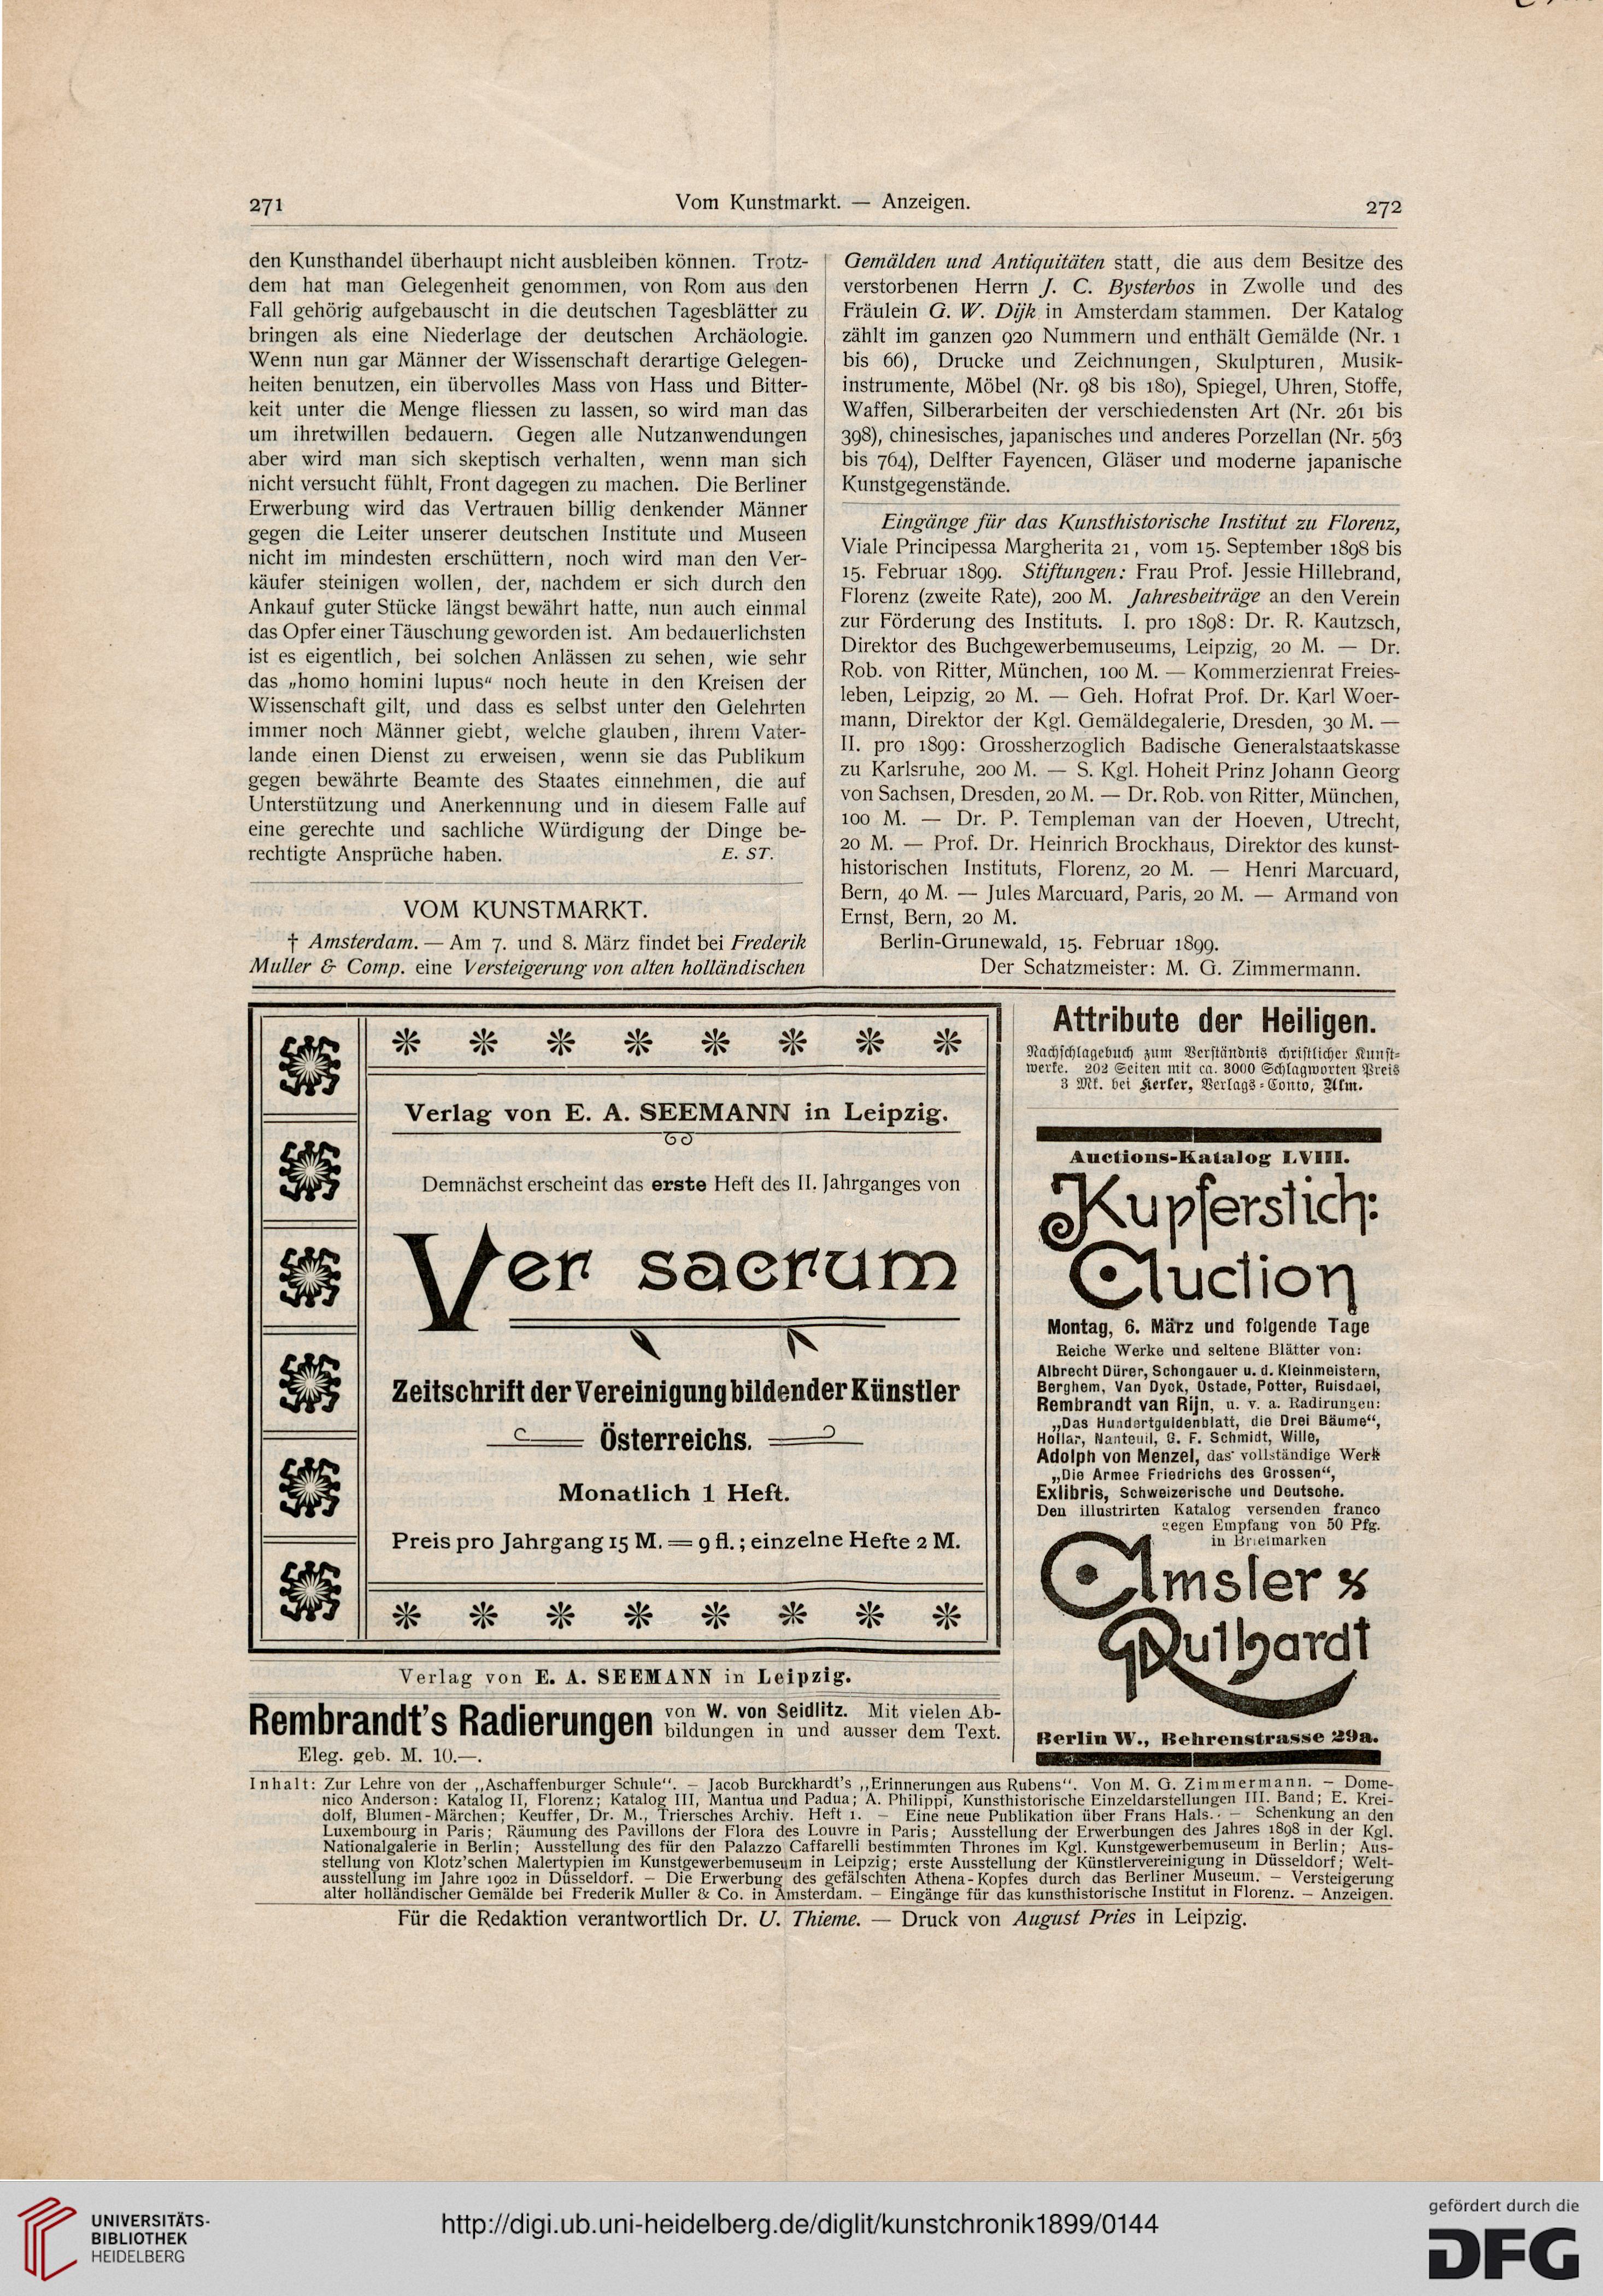 271
Vom Kunstmarkt. — Anzeigen.
272
den Kunsthandel überhaupt nicht ausbleiben können. Trotz-
dem hat man Gelegenheit genommen, von Rom aus den
Fall gehörig aufgebauscht in die deutschen Tagesblätter zu
bringen als eine Niederlage der deutschen Archäologie.
Wenn nun gar Männer der Wissenschaft derartige Gelegen-
heiten benutzen, ein übervolles Mass von Hass und Bitter-
keit unter die Menge fliessen zu lassen, so wird man das
um ihretwillen bedauern. Gegen alle Nutzanwendungen
aber wird man sich skeptisch verhalten, wenn man sich
nicht versucht fühlt, Front dagegen zu machen. Die Berliner
Erwerbung wird das Vertrauen billig denkender Männer
gegen die Leiter unserer deutschen Institute und Museen
nicht im mindesten erschüttern, noch wird man den Ver-
käufer steinigen wollen, der, nachdem er sich durch den
Ankauf guter Stücke längst bewährt hatte, nun auch einmal
das Opfer einer Täuschung geworden ist. Am bedauerlichsten
ist es eigentlich, bei solchen Anlässen zu sehen, wie sehr
das „homo homini lupus" noch heute in den Kreisen der
Wissenschaft gilt, und dass es selbst unter den Gelehrten
immer noch Männer giebt, welche glauben, ihrem Vater-
lande einen Dienst zu erweisen, wenn sie das Publikum
gegen bewährte Beamte des Staates einnehmen, die auf
Unterstützung und Anerkennung und in diesem Falle auf
eine gerechte und sachliche Würdigung der Dinge be-
rechtigte Ansprüche haben. E. ST.
VOM KUNSTMARKT.
† Amsterdam. — Am 7. und 8. März findet bei Frederik
Muller & Comp. eine Versteigerung von alten holländischen
Gemälden und Antiquitäten statt, die aus dem Besitze des
verstorbenen Herrn J. C. Bysterbos in Zwolle und des
Fräulein G. W. Dijk in Amsterdam stammen. Der Katalog
zählt im ganzen 920 Nummern und enthält Gemälde (Nr. 1
bis 66), Drucke und Zeichnungen, Skulpturen, Musik-
instrumente, Möbel (Nr. 98 bis 180), Spiegel, Uhren, Stoffe,
Waffen, Silberarbeiten der verschiedensten Art (Nr. 261 bis
398), chinesisches, japanisches und anderes Porzellan (Nr. 563
bis 764), Delfter Fayencen, Gläser und moderne japanische
Kunstgegenstände.
Eingänge für das Kunsthistorische Institut zu Florenz,
Viale Principessa Margherita 21, vom 15. September 1898 bis
15. Februar 1899. Stiftungen: Frau Prof. Jessie Hillebrand,
Florenz (zweite Rate), 200 M. Jahresbeiträge an den Verein
zur Förderung des Instituts. I. pro 1898: Dr. R. Kautzsch,
Direktor des Buchgewerbemuseums, Leipzig, 20 M. — Dr.
Rob. von Ritter, München, 100 M. — Kommerzienrat Freies-
leben, Leipzig, 20 M. — Geh. Hofrat Prof. Dr. Karl Woer-
mann, Direktor der Kgl. Gemäldegalerie, Dresden, 30 M. —
II. pro 1899: Grossherzoglich Badische Generalstaatskasse
zu Karlsruhe, 200 M. — S. Kgl. Hoheit Prinz Johann Georg
von Sachsen, Dresden, 20 M. — Dr. Rob. von Ritter, München,
100 M. — Dr. P. Templeman van der Hoeven, Utrecht,
20 M. — Prof. Dr. Heinrich Brockhaus, Direktor des kunst-
historischen Instituts, Florenz, 20 M. — Henri Marcuard,
Bern, 40 M. — Jules Marcuard, Paris, 20 M. — Armand von
Ernst, Bern, 20 M.
Berlin-Grunewald, 15. Februar 1899.
Der Schatzmeister: M. G. Zimmermann.
Verlag von E. A. SEEMANN in Leipzig.
Demnächst erscheint das erste Heft des II. Jahrganges von
Ver sacrum
Zeitschrift der Vereinigung bildender Künstler
Österreichs.
Monatlich 1 Heft.
Preis pro Jahrgang 15 M. = 9 fl.; einzelne Hefte 2 M.
Verlag von E. A. SEEMANN in Leipzig.
Rembrandt's Radierungen von W. von Seidlitz. Mit vielen Ab-
bildungen in und ausser dem Text.
Eleg. geb. M. 10.—.
Attribute der Heiligen.
Nachschlagebuch zum Verständnis christlicher Kunst-
werke. 202 Seiten mit ca. 3000 Schlagworten Preis
3 Mk. bei Kerler, Verlags-Conto, Ulm.
Auctions-Katalog LVIII.
Kupferstich:
Auction
Montag, 6. März und folgende Tage
Reiche Werke und seltene Blätter von:
Albrecht Dürer, Schongauer u. d. Kleinmeistern,
Berghem, Van Dyck, Ostade, Potter, Ruisdael,
Rembrandt van Rijn, u. v. a. Radirungen:
„Das Hundertguldenblatt, die Drei Bäume“,
Hollar, Nanteuil, G. F. Schmidt, Wille,
Adolph von Menzel, das vollständige Werk
„Die Armee Friedrichs des Grossen“,
Exlibris, Schweizerische und Deutsche.
Den illustrirten Katalog versenden franco
gegen Empfang von 50 Pfg.
in Briefmarken
Amsler &
Ruthardt
Berlin W., Behrenstrasse 29a.
Inhalt: Zur Lehre von der „Aschaffenburger Schule“. — Jacob Burckhardt's „Erinnerungen aus Rubens“. Von M. G. Zimmermann. — Dome-
nico Anderson: Katalog II, Florenz; Katalog III, Mantua und Padua; A. Philippi, Kunsthistorische Einzeldarstellungen III. Band; E. Krei-
dolf, Blumen-Märchen; Keuffer, Dr. M., Triersches Archiv. Heft 1. — Eine neue Publikation über Frans Hals. — Schenkung an den
Luxembourg in Paris; Räumung des Pavillons der Flora des Louvre in Paris; Ausstellung der Erwerbungen des Jahres 1898 in der Kgl.
Nationalgalerie in Berlin; Ausstellung des für den Palazzo Caffarelli bestimmten Thrones im Kgl. Kunstgewerbemuseum in Berlin; Aus-
stellung von Klotz'schen Malertypien im Kunstgewerbemuseum in Leipzig; erste Ausstellung der Künstlervereinigung in Düsseldorf; Welt-
ausstellung im Jahre 1902 in Düsseldorf. — Die Erwerbung des gefälschten Athena-Kopfes durch das Berliner Museum. — Versteigerung
alter holländischer Gemälde bei Frederik Muller & Co. in Amsterdam. — Eingänge für das kunsthistorische Institut in Florenz. — Anzeigen.
Für die Redaktion verantwortlich Dr. U. Thieme. — Druck von August Pries in Leipzig.
UNIVERSITÄTS-
BIBLIOTHEK
HEIDELBERG
http://digi.ub.uni-heidelberg.de/diglit/kunstchronik1899/0144
gefördert durch die
DFG